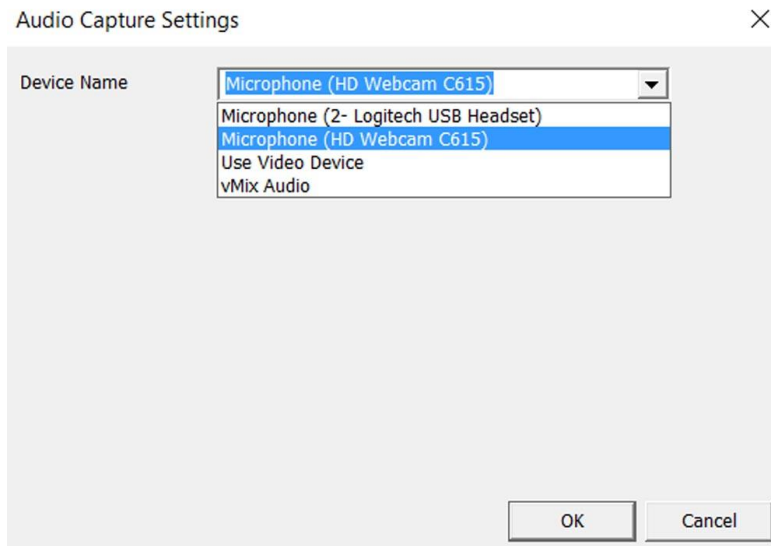 Audio Capture Settings
Device Name
Microphone (HD Webcam C615)
Microphone (2- Logitech USB Headset)
Microphone (HD Webcam C615)
Use Video Device
vMix Audio
OK
Cancel